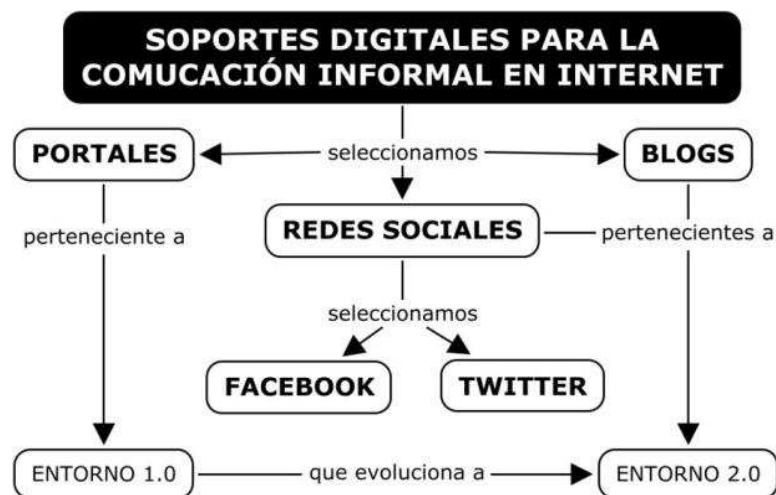 SOPORTES DIGITALES PARA LA
COMUCACIÓN INFORMAL EN INTERNET
PORTALES
seleccionamos
BLOGS
perteneciente a
REDES SOCIALES
pertenecientes a
seleccionamos
FACEBOOK
TWITTER
ENTORNO 1.0
que evoluciona a
ENTORNO 2.0